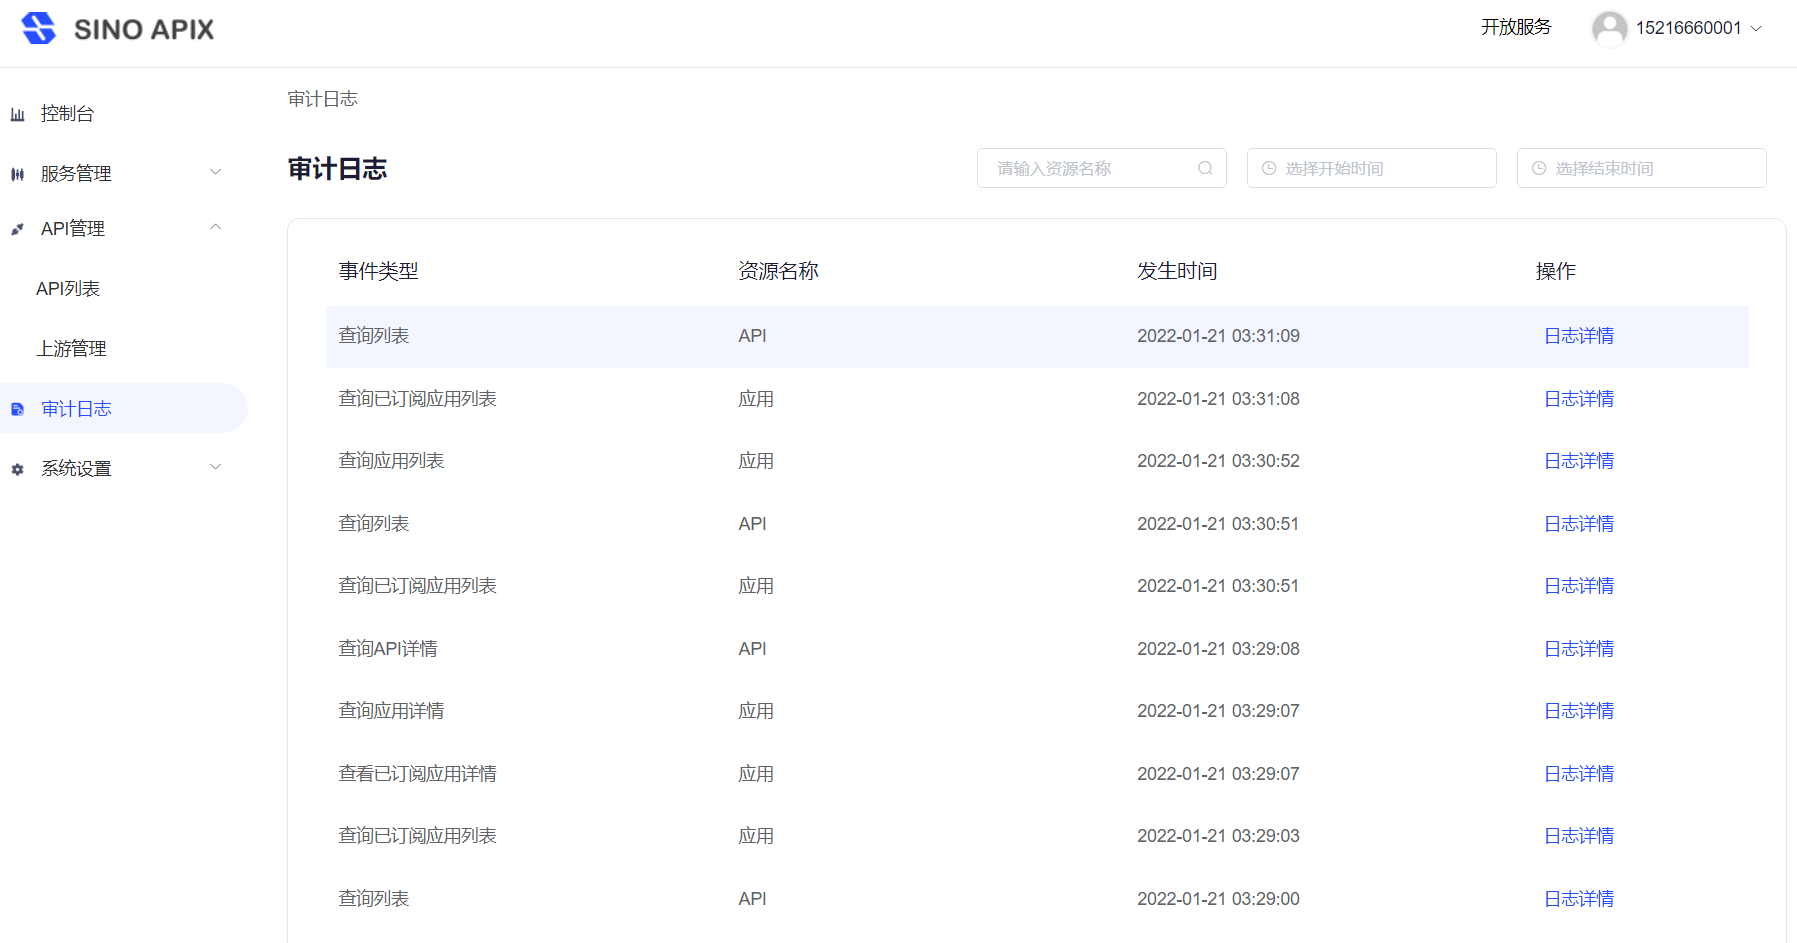 SINO APIX
开放服务 15216660001
控制台
服务管理
API管理
API列表
上游管理
审计日志
系统设置
审计日志
审计日志
请输入资源名称 选择开始时间 选择结束时间
事件类型 资源名称 发生时间 操作
查询列表 API 2022-01-21 03:31:09 日志详情
查询已订阅应用列表 应用 2022-01-21 03:31:08 日志详情
查询应用列表 应用 2022-01-21 03:30:52 日志详情
查询列表 API 2022-01-21 03:30:51 日志详情
查询已订阅应用列表 应用 2022-01-21 03:30:51 日志详情
查询API详情 API 2022-01-21 03:29:08 日志详情
查询应用详情 应用 2022-01-21 03:29:07 日志详情
查看已订阅应用详情 应用 2022-01-21 03:29:07 日志详情
查询已订阅应用列表 应用 2022-01-21 03:29:03 日志详情
查询列表 API 2022-01-21 03:29:00 日志详情